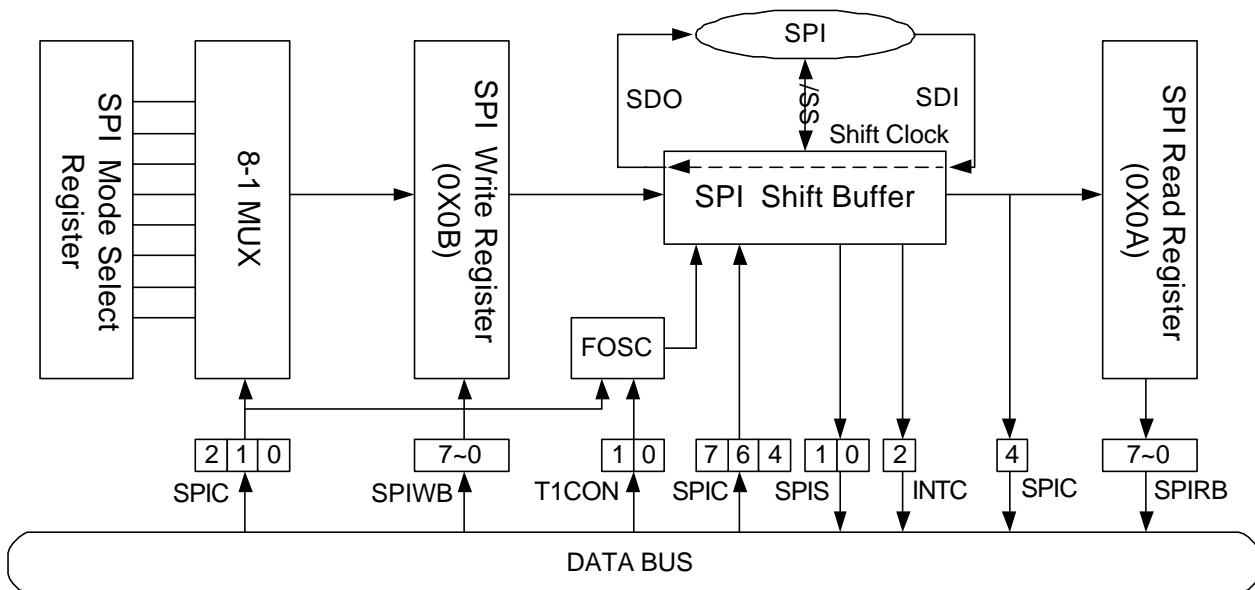 SPI
SDO
/SS
SDI
Shift Clock
SPI Mode Select
Register
8-1 MUX
SPI Write Register
(0X0B)
SPI Shift Buffer
SPI Read Register
(0X0A)
FOSC
2 1 0
7~0
1 0
7 6 4
1 0
2
4
7~0
SPIC
SPIWB
T1CON
SPIC
SPIS
INTC
SPIC
SPIRB
DATA BUS